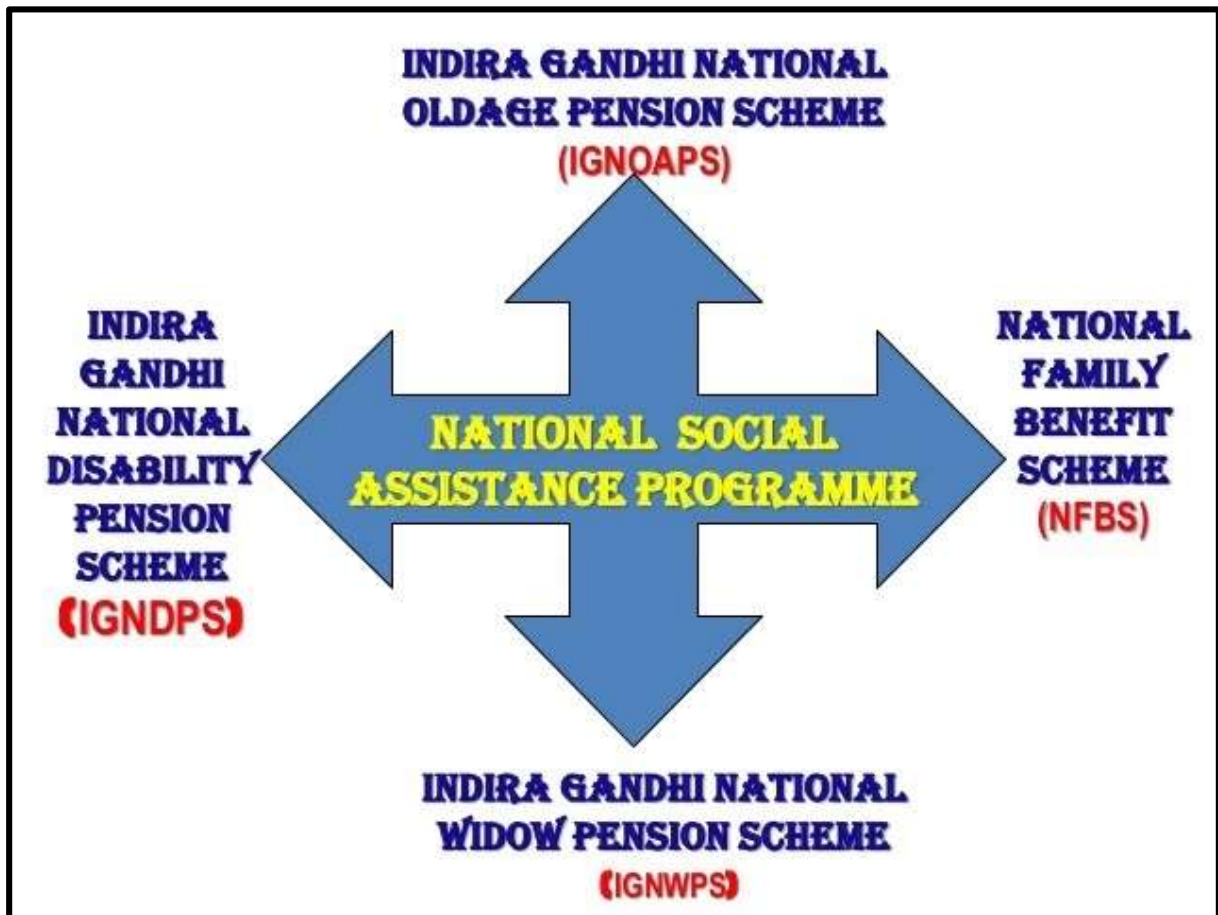 INDIRA GANDHI NATIONAL
OLDAGE PENSION SCHEME
(IGNOAPS)
INDIRA
GANDHI
NATIONAL
DISABILITY
PENSION
SCHEME
(IGNDPS)
NATIONAL SOCIAL
ASSISTANCE PROGRAMME
NATIONAL
FAMILY
BENEFIT
SCHEME
(NFBS)
INDIRA GANDHI NATIONAL
WIDOW PENSION SCHEME
(IGNWPS)